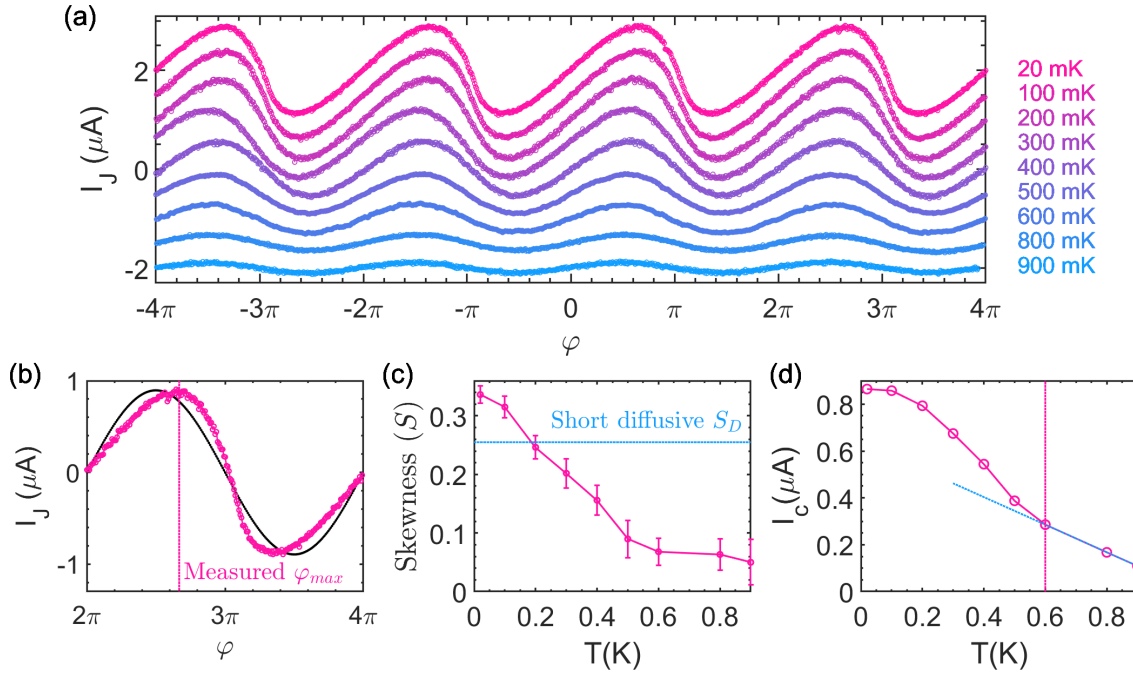 (a)
I_J (μA)
2
0
-2
20 mK
100 mK
200 mK
300 mK
400 mK
500 mK
600 mK
800 mK
900 mK
-4π -3π -2π -π 0 π 2π 3π 4π
φ
(b)
I_J (μA)
1
0
-1
Measured φ_max
2π 3π 4π
φ
(c)
Skewness (S)
0.3
0.2
0.1
0
Short diffusive S_D
0 0.2 0.4 0.6 0.8
T(K)
(d)
I_c(μA)
0.8
0.6
0.4
0.2
0
0 0.2 0.4 0.6 0.8
T(K)